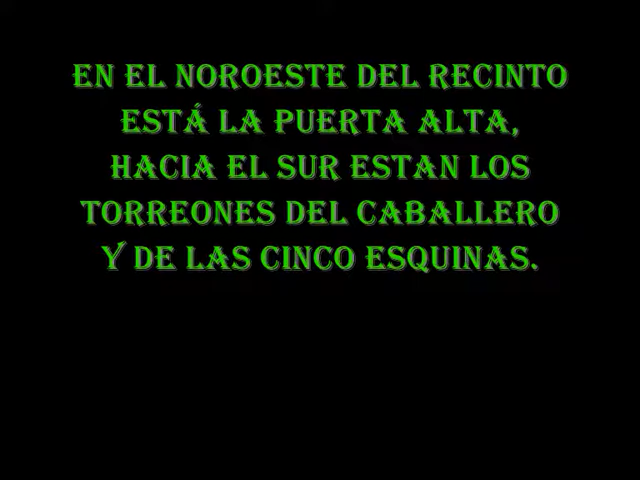 EN EL NOROESTE DEL RECINTO
ESTÁ LA PUERTA ALTA,
HACIA EL SUR ESTAN LOS
TORREONES DEL CABALLERO
Y DE LAS CINCO ESQUINAS.